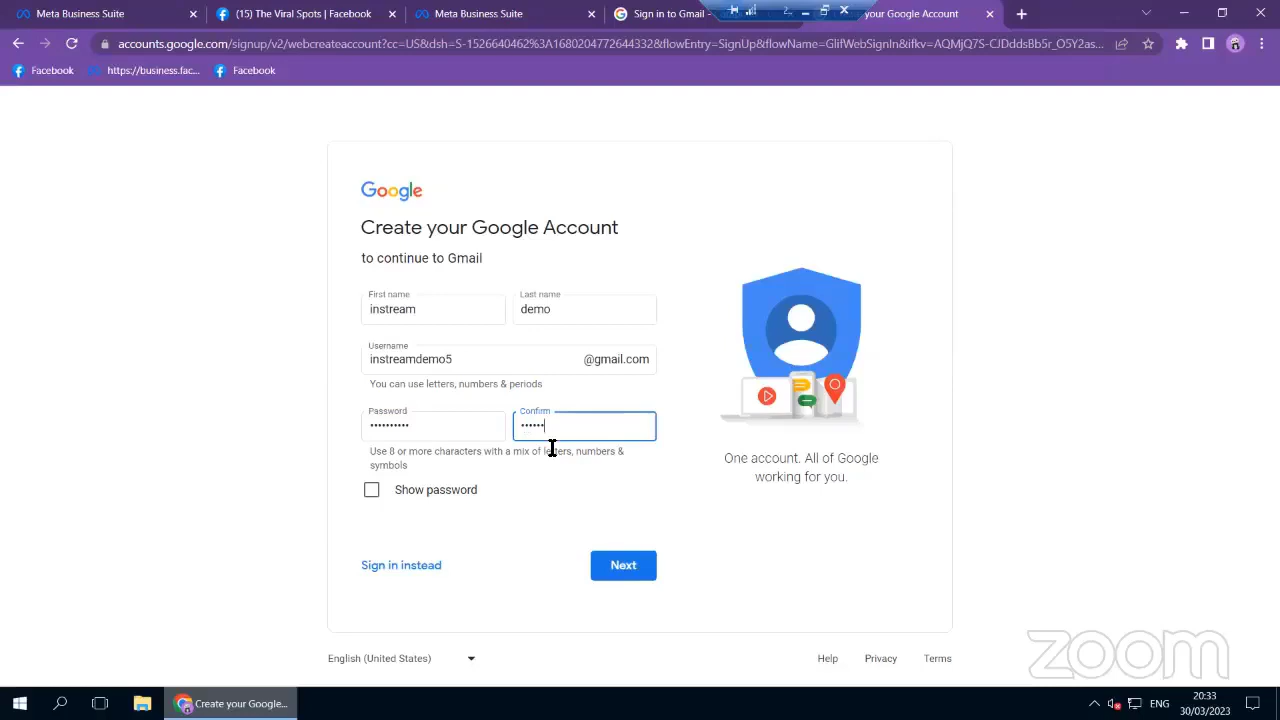 Meta Business Suite
(15) The Viral Spots | Facebook
Meta Business Suite
Sign in to Gmail -
your Google Account
accounts.google.com/signup/v2/webcreateaccount?cc=US&dsh=S-1526640462%3A1680204772644332&flowEntry=SignUp&flowName=GlifWebSignIn&ifkv=AQMjQ7S-CJDddsBb5r_O5Y2as...
Facebook
https://business.fac...
Facebook
Google
Create your Google Account
to continue to Gmail
First name
instream
Last name
demo
Username
instreamdemo5
@gmail.com
You can use letters, numbers & periods
Password
••••••••••
Confirm
••••••
Use 8 or more characters with a mix of letters, numbers &
symbols
Show password
One account. All of Google
working for you.
Sign in instead
Next
English (United States)
Help
Privacy
Terms
zoom
Create your Google...
ENG
20:33
30/03/2023